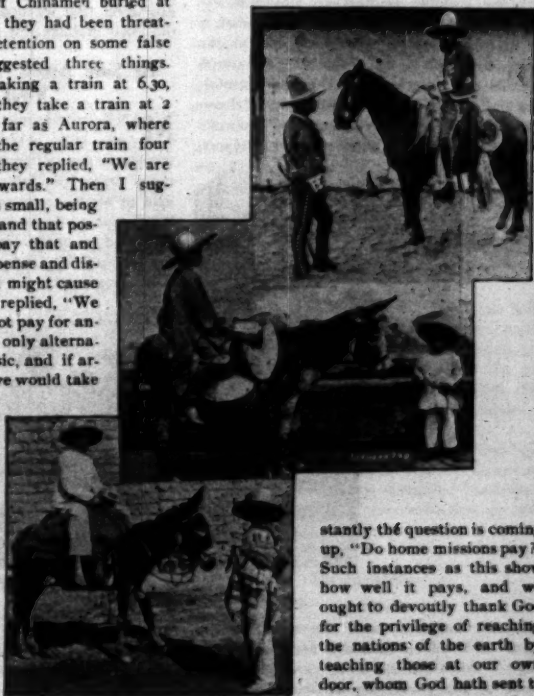 Chinamen buried at
they had been threat-
etention on some false
ggested three things.
aking a train at 6.30,
they take a train at 2
far as Aurora, where
the regular train four
they replied, "We are
wards." Then I sug-
small, being
and that pos-
pay that and
pense and dis-
might cause
replied, "We
ot pay for an-
only alterna-
sic, and if ar-
we would take
stantly the question is coming
up, "Do home missions pay?
Such instances as this show
how well it pays, and w
ought to devoutly thank God
for the privilege of reaching
the nations of the earth b
teaching those at our own
door, whom God hath sent t